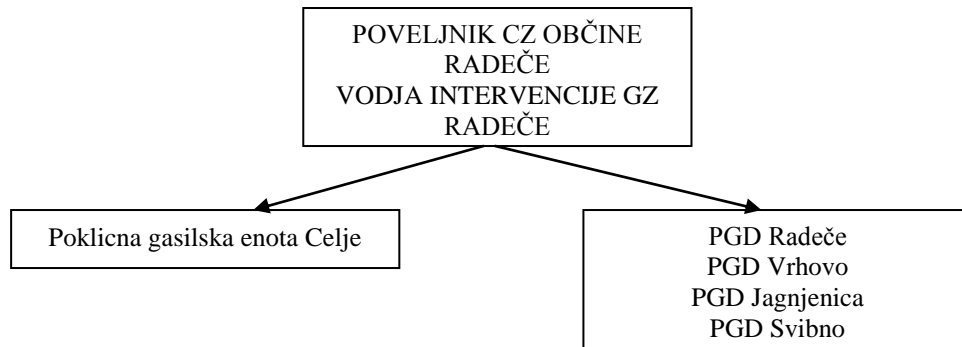 POVELJNIK CZ OBČINE
RADEČE
VODJA INTERVENCIJE GZ
RADEČE
Poklicna gasilska enota Celje
PGD Radeče
PGD Vrhovo
PGD Jagnjenica
PGD Svibno